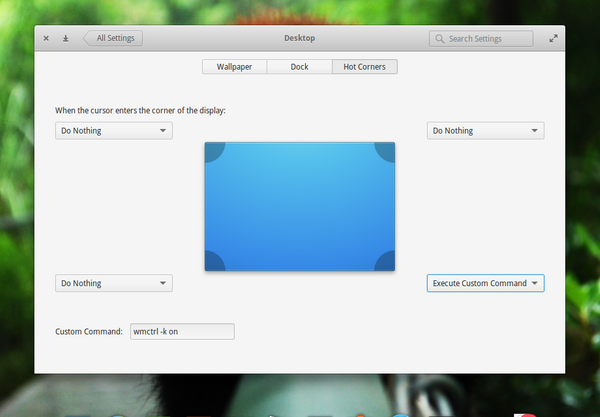 All Settings
Desktop
Search Settings
Wallpaper
Dock
Hot Corners
When the cursor enters the corner of the display:
Do Nothing
Do Nothing
Do Nothing
Execute Custom Command
Custom Command:
wmctrl -k on